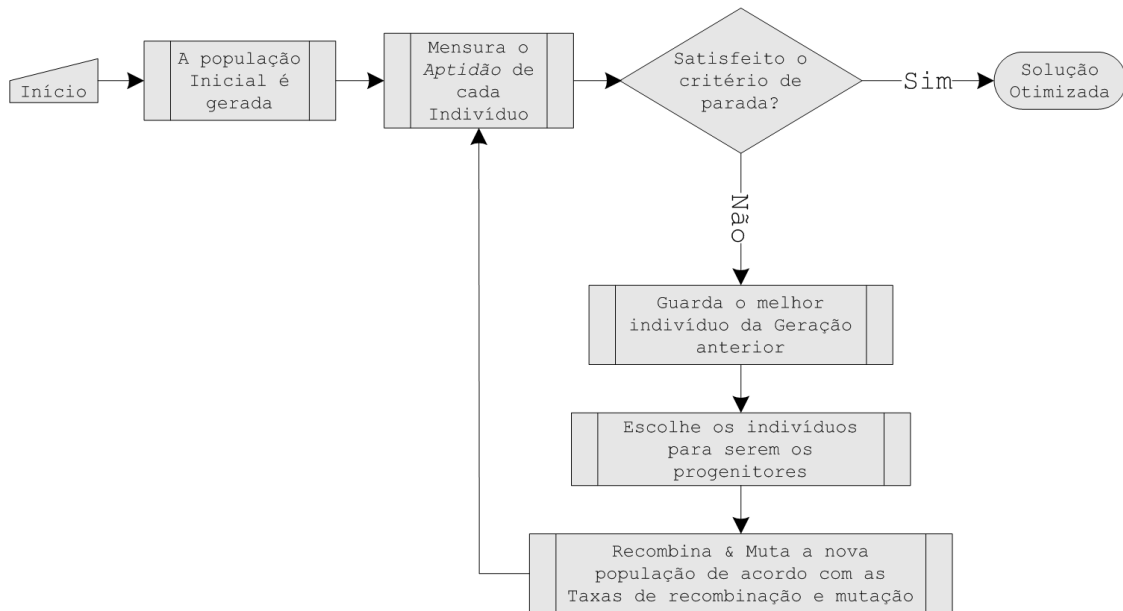 Início
A população
Inicial é
gerada
Mensura o
Aptidão de
cada
Indivíduo
Satisfeito o
critério de
parada?
Sim
Solução
Otimizada
Não
Guarda o melhor
indivíduo da Geração
anterior
Escolhe os indivíduos
para serem os
progenitores
Recombina & Muta a nova
população de acordo com as
Taxas de recombinação e mutação